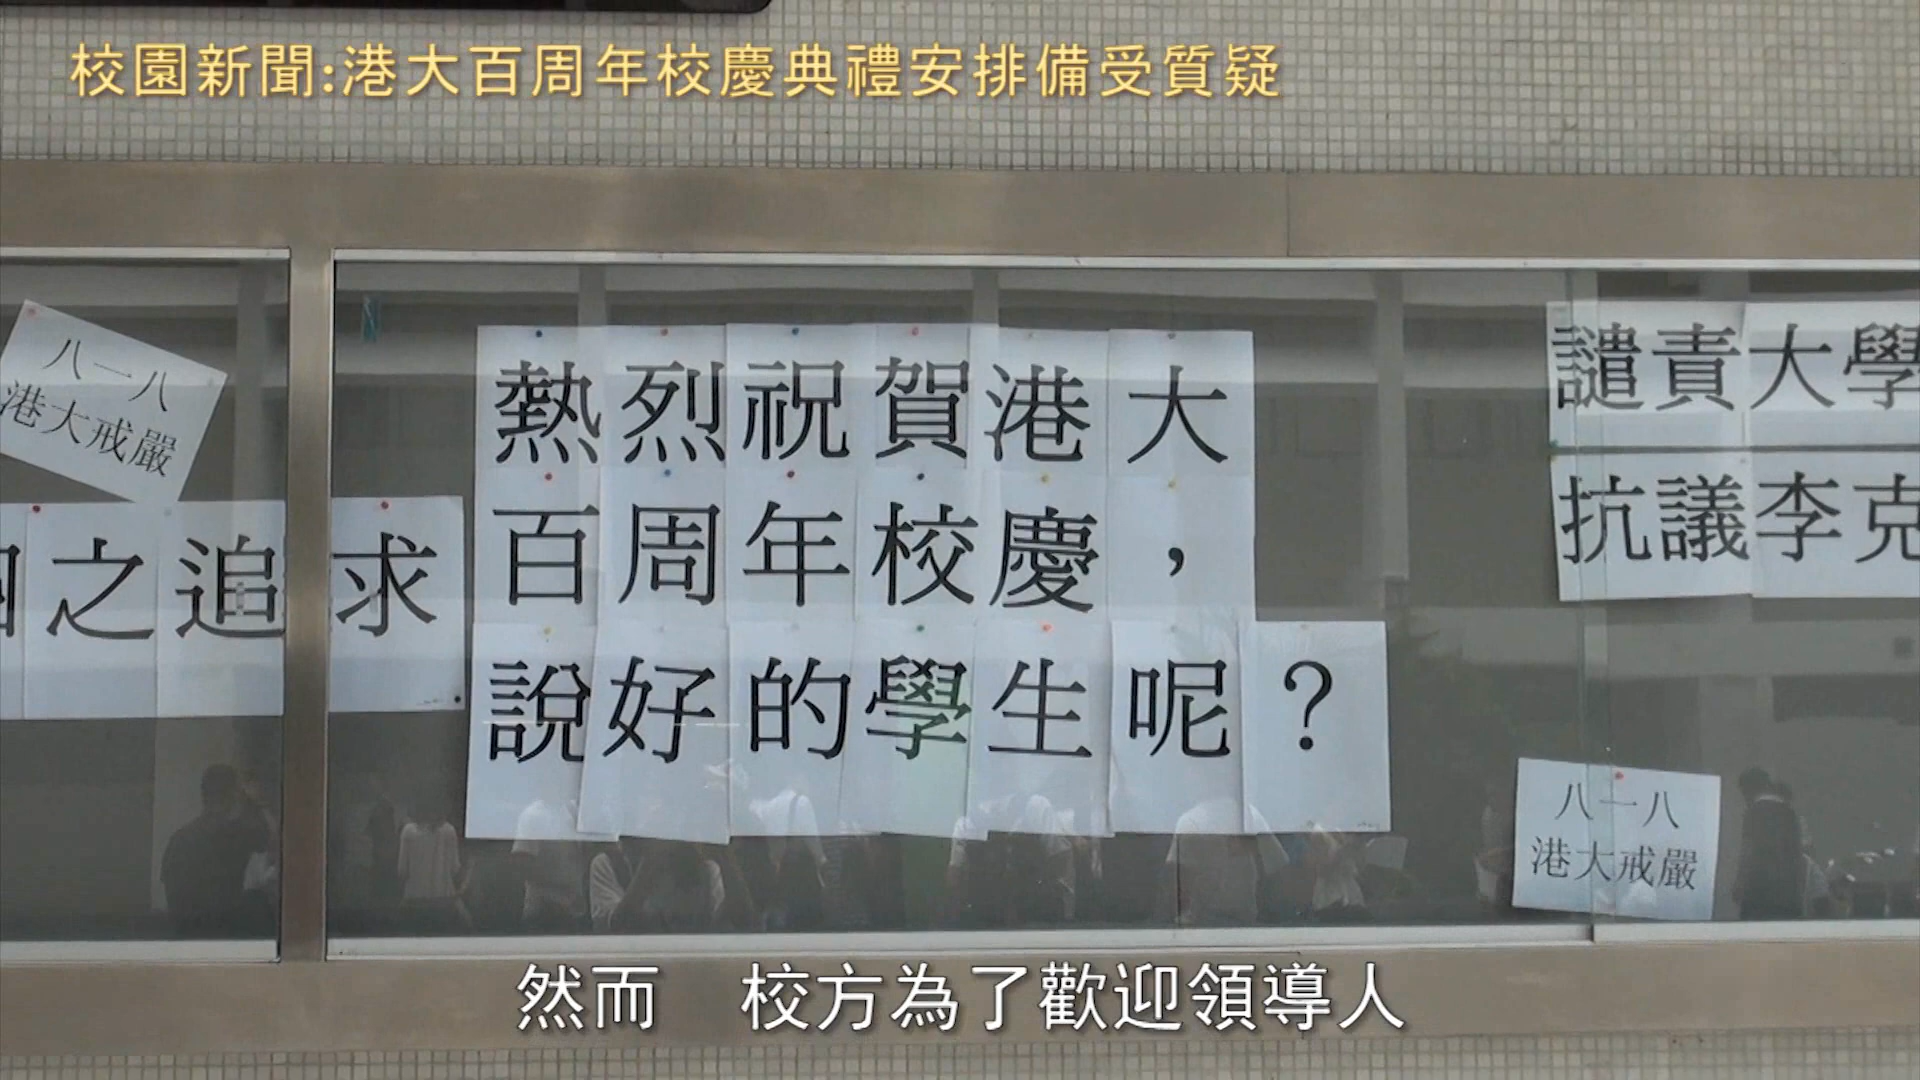 校園新聞:港大百周年校慶典禮安排備受質疑
八一八
港大戒嚴
之追求
熱烈祝賀港大
百周年校慶，
說好的學生呢？
譴責大學
抗議李克
八一八
港大戒嚴
然而 校方為了歡迎領導人